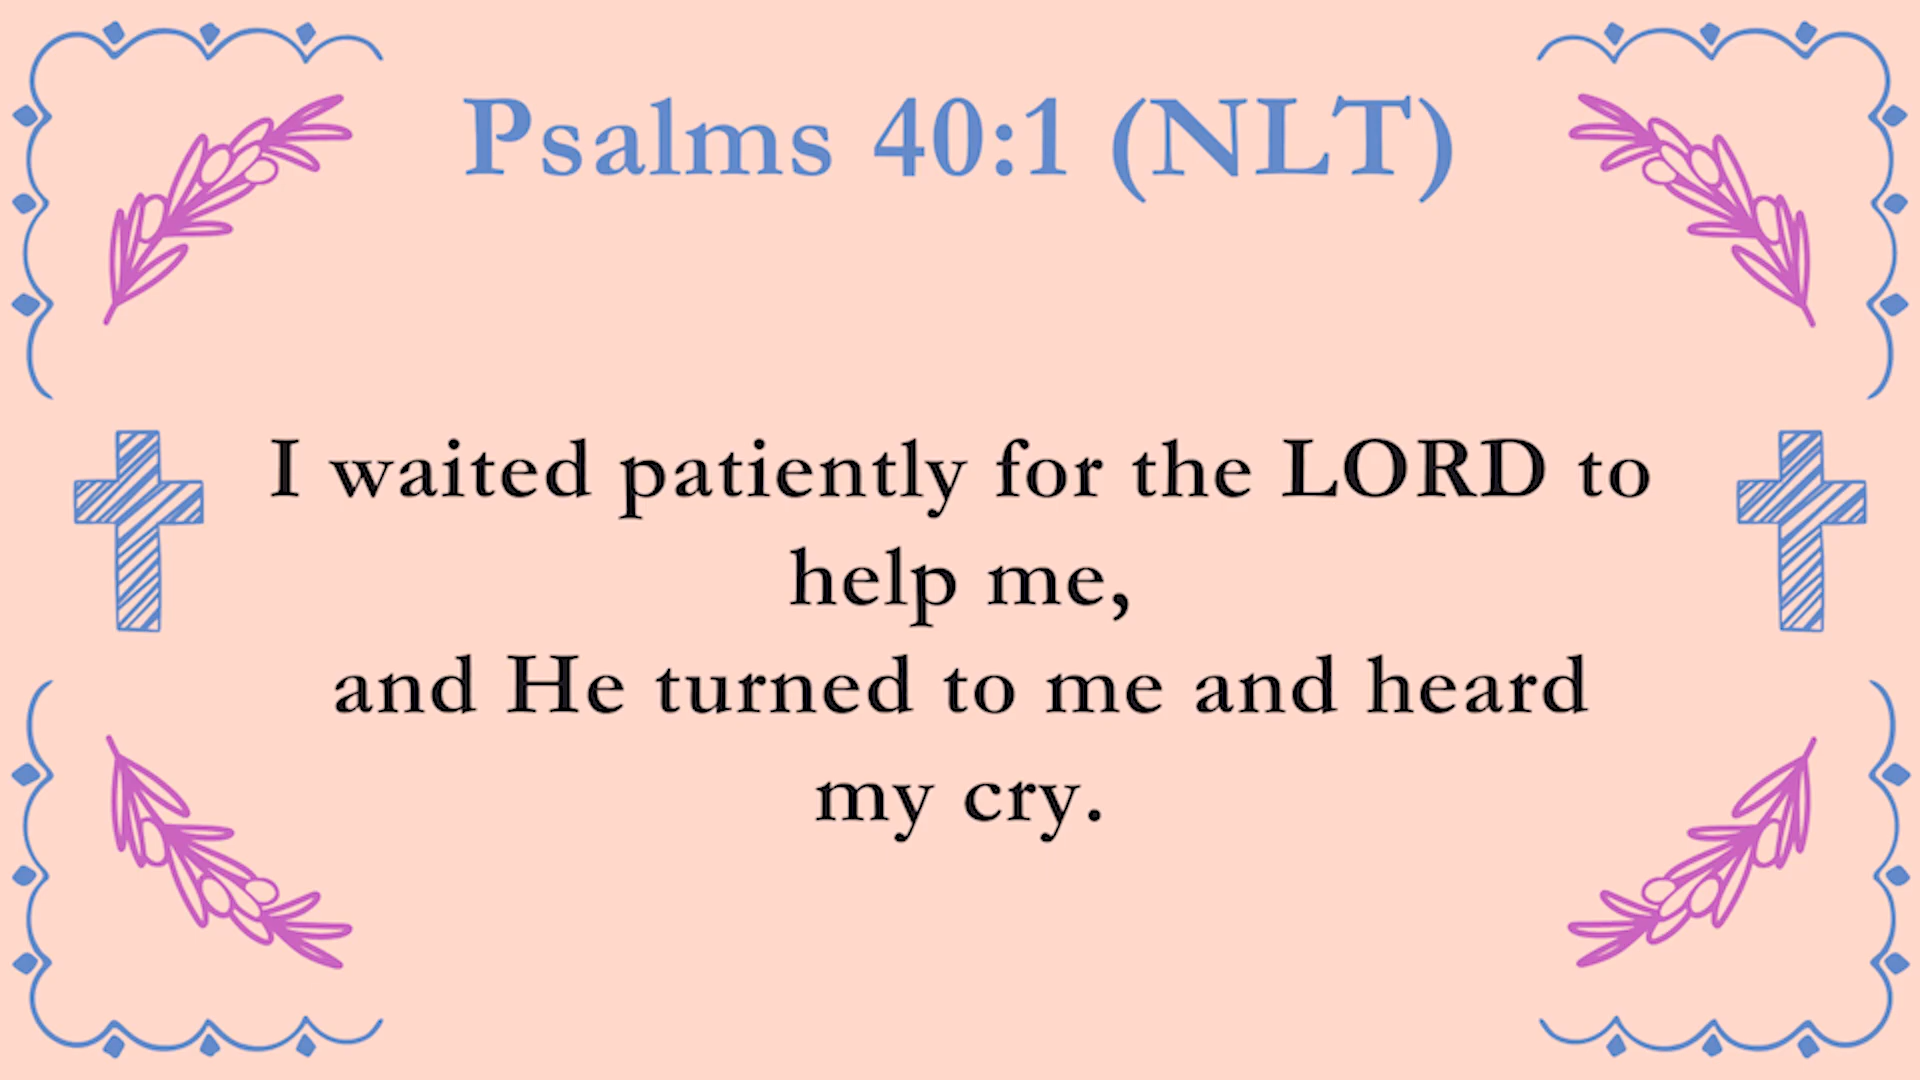 Psalms 40:1 (NLT)
I waited patiently for the LORD to
help me,
and He turned to me and heard
my cry.